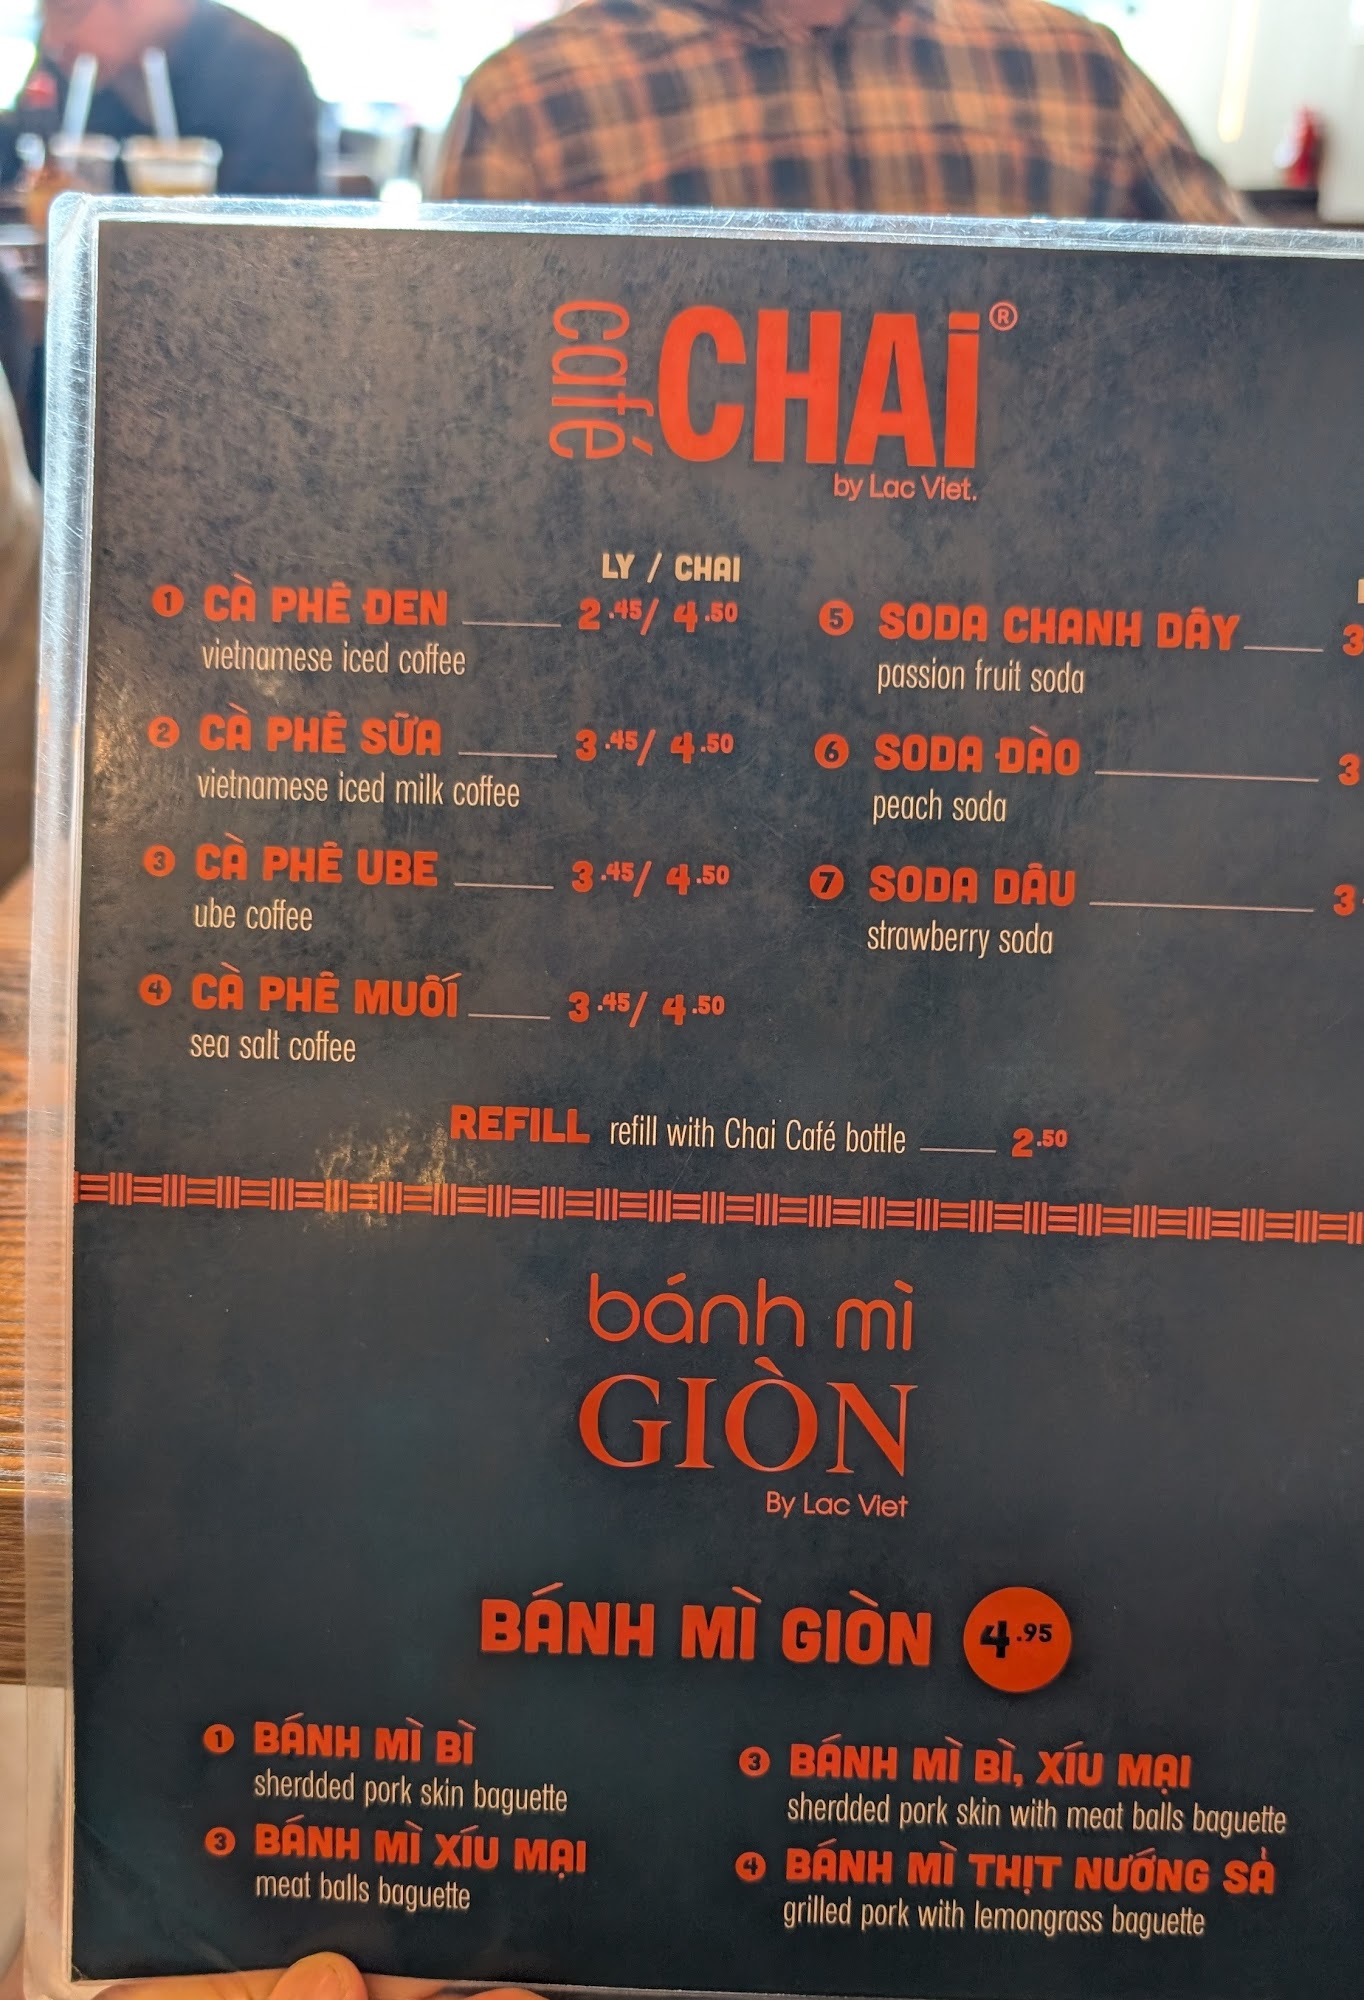 café CHAi®
by Lac Viet.
LY / CHAI
1 CÀ PHÊ ĐEN 2.45/ 4.50
vietnamese iced coffee
2 CÀ PHÊ SỮA 3.45/ 4.50
vietnamese iced milk coffee
3 CÀ PHÊ UBE 3.45/ 4.50
ube coffee
4 CÀ PHÊ MUỐI 3.45/ 4.50
sea salt coffee
5 SODA CHANH DÂY 3
passion fruit soda
6 SODA ĐÀO 3
peach soda
7 SODA DÂU 3
strawberry soda
REFILL refill with Chai Café bottle 2.50
bánh mì
GIÒN
By Lac Viet
BÁNH MÌ GIÒN 4.95
1 BÁNH MÌ BÌ
sherdded pork skin baguette
3 BÁNH MÌ XÍU MẠI
meat balls baguette
3 BÁNH MÌ BÌ, XÍU MẠI
sherdded pork skin with meat balls baguette
4 BÁNH MÌ THỊT NƯỚNG SẢ
grilled pork with lemongrass baguette